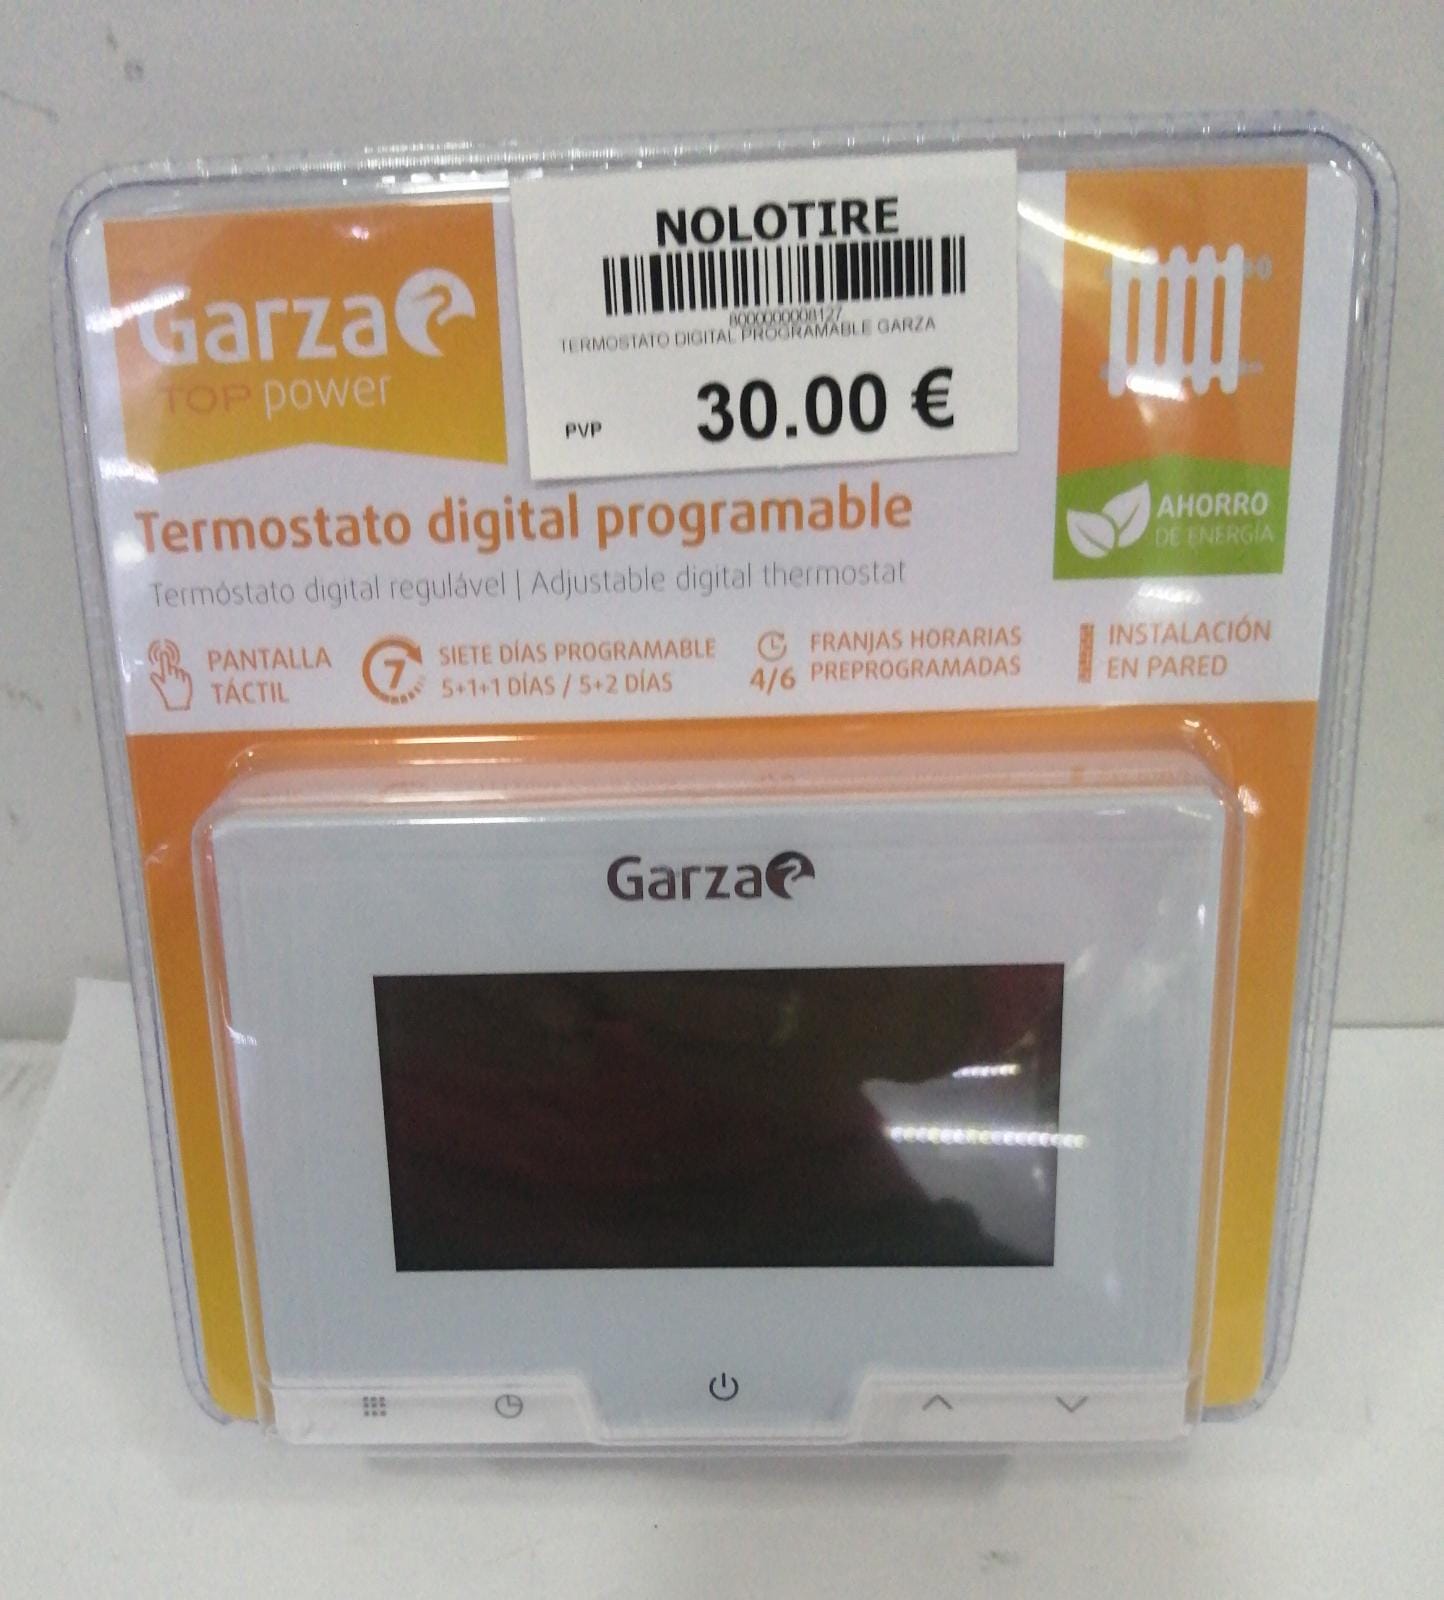 NOLOTIRE
8000000008127
TERMOSTATO DIGITAL PROGRAMABLE GARZA
PVP 30.00 €
Garza
TOP power
AHORRO
DE ENERGÍA
Termostato digital programable
Termóstato digital regulável | Adjustable digital thermostat
PANTALLA
TÁCTIL
7
SIETE DÍAS PROGRAMABLE
5+1+1 DÍAS / 5+2 DÍAS
4/6
FRANJAS HORARIAS
PREPROGRAMADAS
INSTALACIÓN
EN PARED
Garza